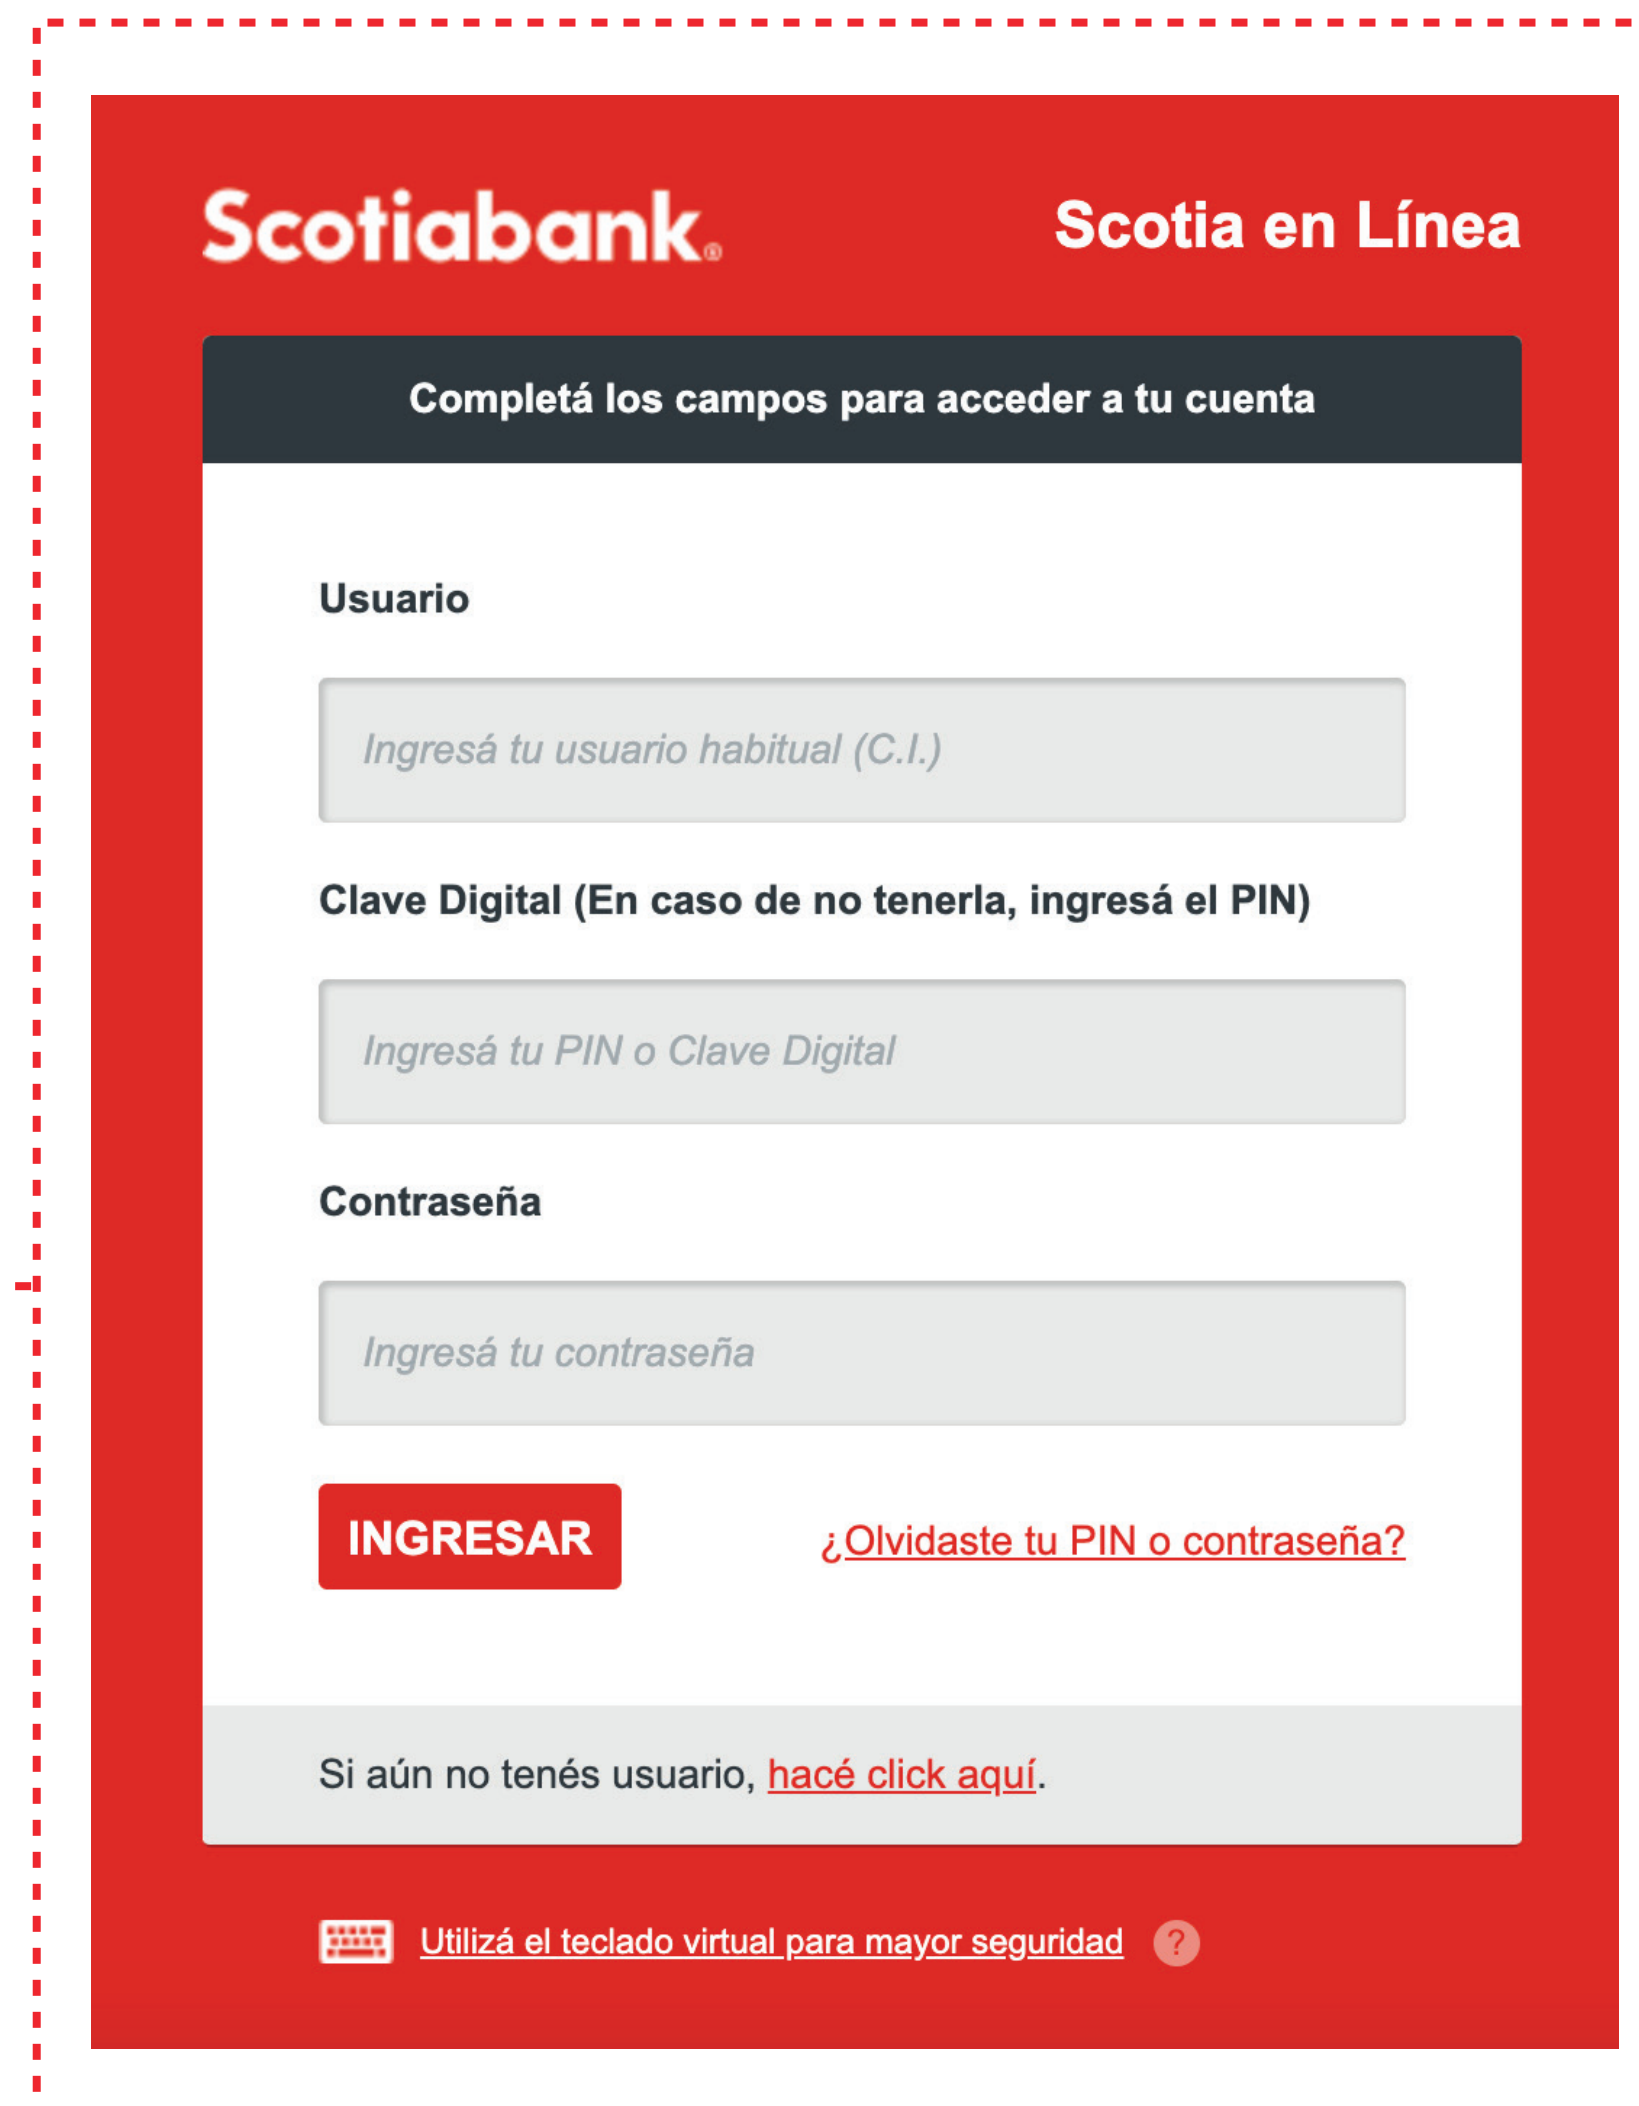 Scotiabank®
Scotia en Línea
Completá los campos para acceder a tu cuenta
Usuario
Ingresá tu usuario habitual (C.I.)
Clave Digital (En caso de no tenerla, ingresá el PIN)
Ingresá tu PIN o Clave Digital
Contraseña
Ingresá tu contraseña
INGRESAR
¿Olvidaste tu PIN o contraseña?
Si aún no tenés usuario, hacé click aquí.
Utilizá el teclado virtual para mayor seguridad ?